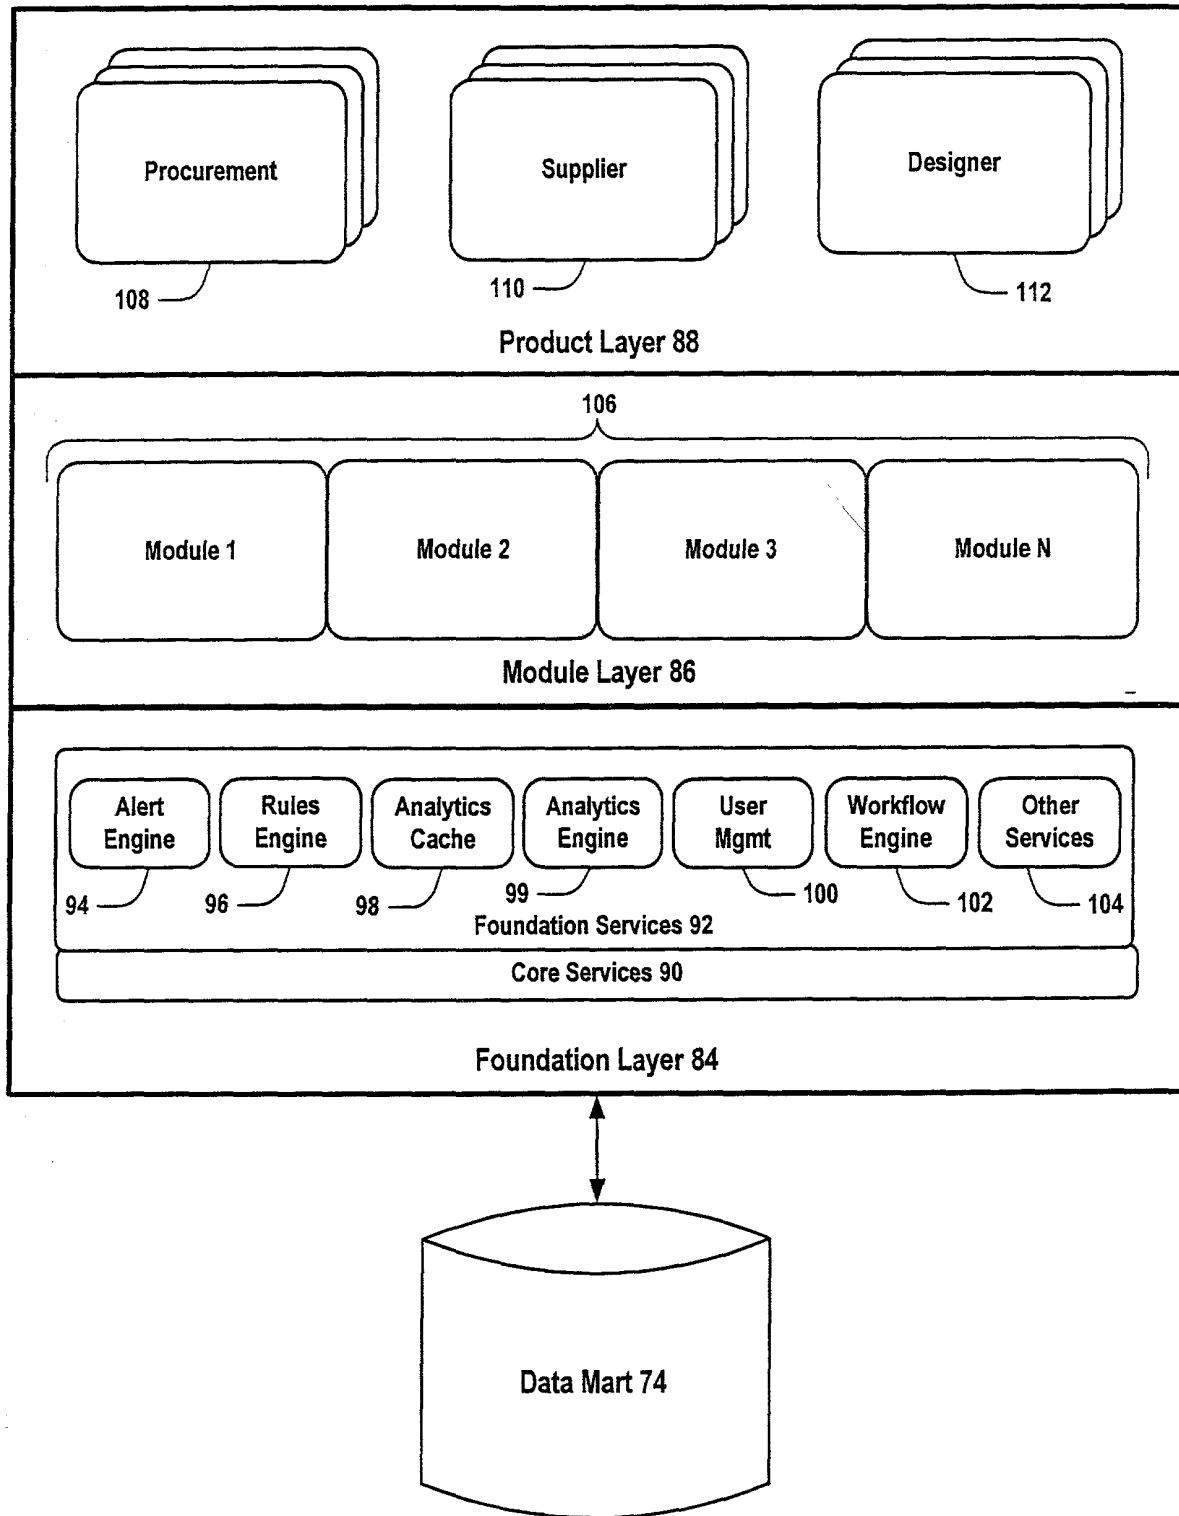 Procurement
Supplier
Designer
108
110
112
Product Layer 88
106
Module 1
Module 2
Module 3
Module N
Module Layer 86
Alert
Engine
Rules
Engine
Analytics
Cache
Analytics
Engine
User
Mgmt
Workflow
Engine
Other
Services
94
96
98
99
100
102
104
Foundation Services 92
Core Services 90
Foundation Layer 84
Data Mart 74